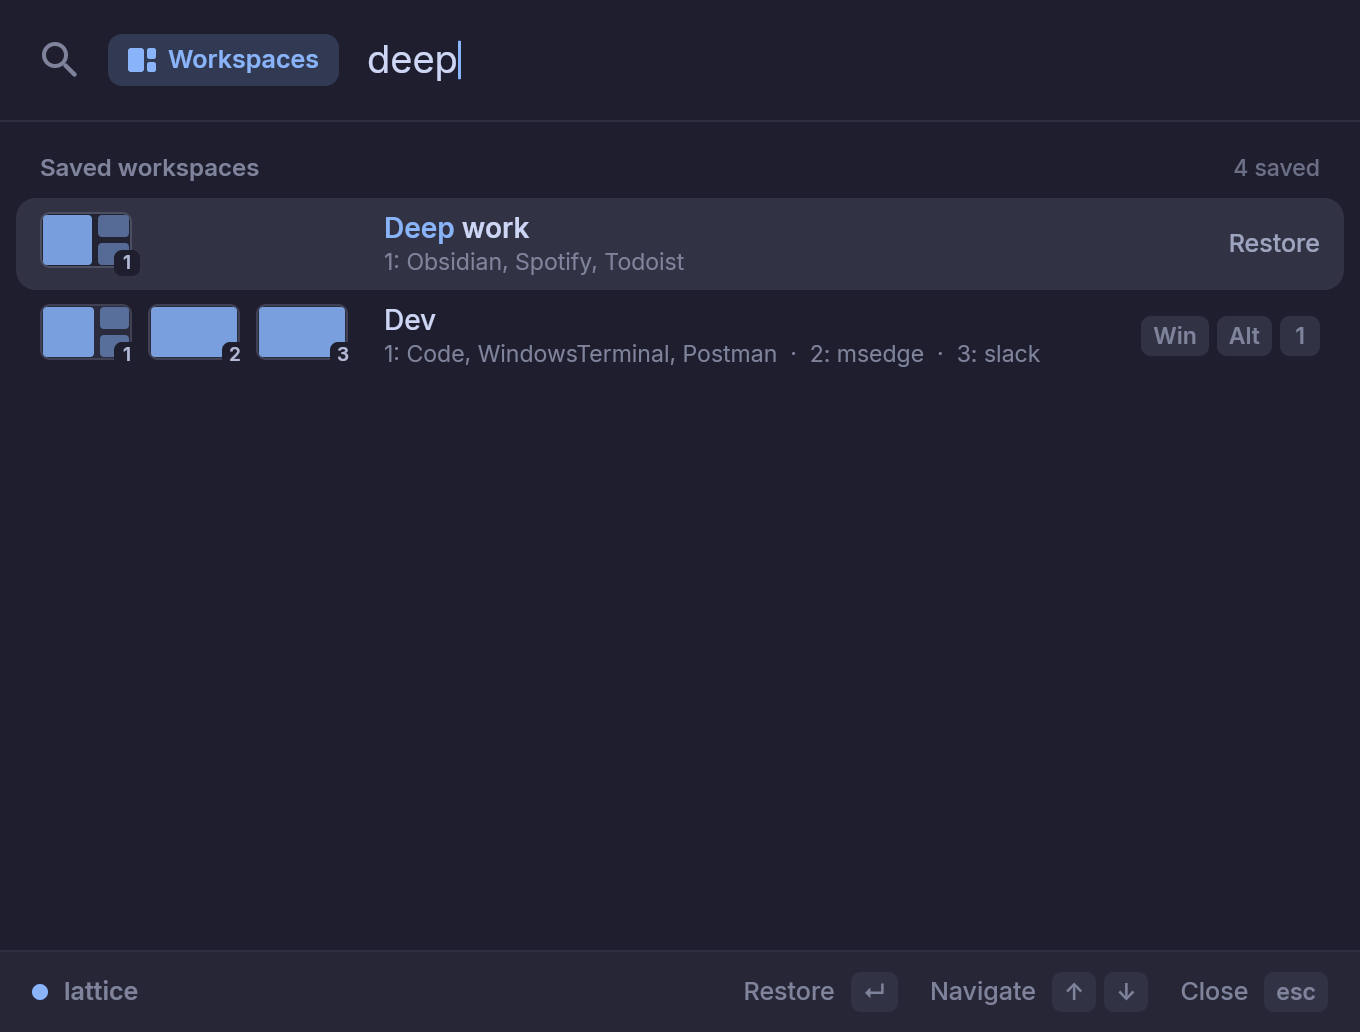 Workspaces deep
Saved workspaces 4 saved
1 Deep work Restore
1: Obsidian, Spotify, Todoist
1 2 3 Dev Win Alt 1
1: Code, WindowsTerminal, Postman · 2: msedge · 3: slack
lattice Restore ↵ Navigate ↑ ↓ Close esc